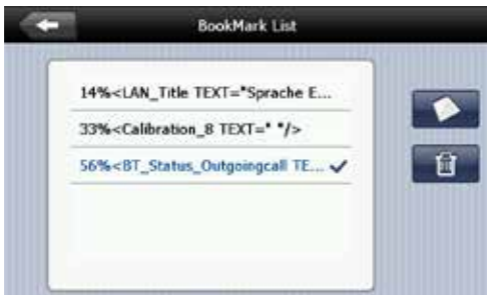 BookMark List
14%<LAN_Title TEXT="Sprache E...
33%<Calibration_8 TEXT=" "/>
56%<BT_Status_Outgoingcall TE...